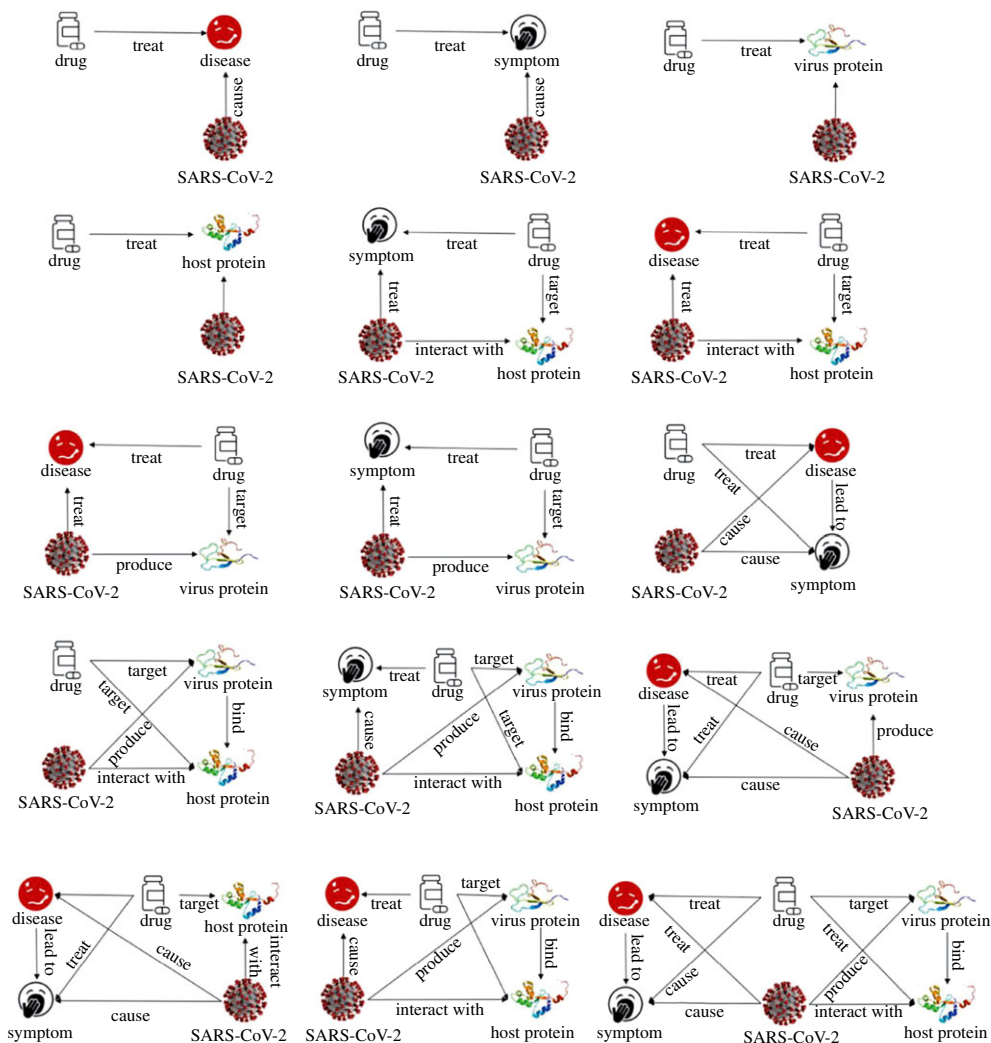 drug
treat
disease
cause
SARS-CoV-2
drug
treat
symptom
cause
SARS-CoV-2
drug
treat
virus protein
SARS-CoV-2
drug
treat
host protein
SARS-CoV-2
symptom
treat
drug
treat
target
SARS-CoV-2
interact with
host protein
disease
treat
drug
treat
target
SARS-CoV-2
interact with
host protein
disease
treat
drug
treat
target
SARS-CoV-2
produce
virus protein
symptom
treat
drug
treat
target
SARS-CoV-2
produce
virus protein
drug
treat
disease
treat
lead to
cause
cause
SARS-CoV-2
symptom
drug
target
virus protein
target
bind
produce
interact with
SARS-CoV-2
host protein
symptom
treat
drug
target
virus protein
cause
produce
target
bind
SARS-CoV-2
interact with
host protein
disease
treat
drug
target
virus protein
lead to
treat
cause
produce
symptom
cause
SARS-CoV-2
disease
drug
target
host protein
lead to
treat
cause
interact
with
symptom
cause
SARS-CoV-2
disease
treat
drug
target
virus protein
cause
produce
bind
SARS-CoV-2
interact with
host protein
disease
treat
drug
target
virus protein
lead to
treat
treat
bind
cause
produce
symptom
cause
SARS-CoV-2
interact with
host protein